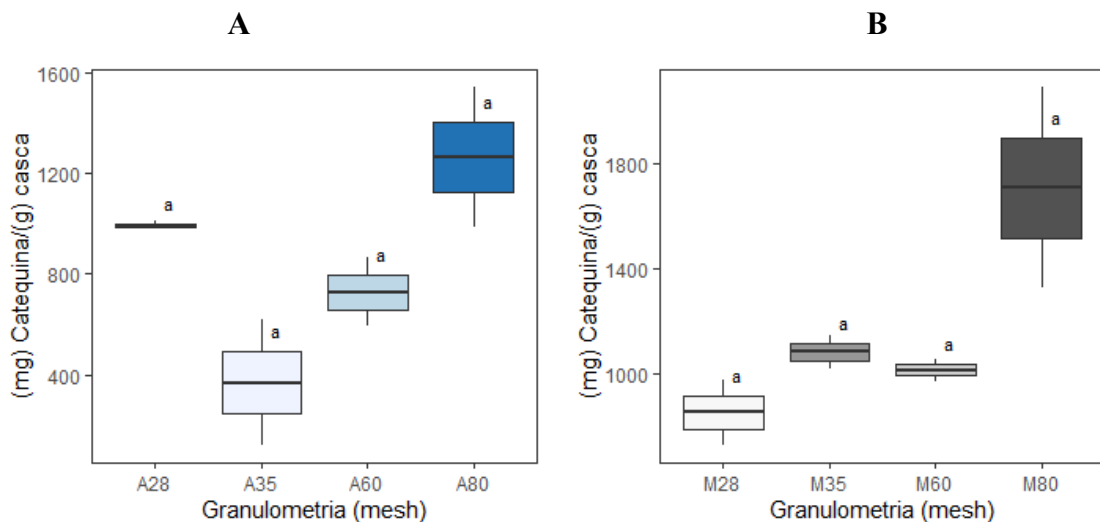 A
B
(mg) Catequina/(g) casca
1600
1200
800
400
a
a
a
a
A28
A35
A60
A80
Granulometria (mesh)
(mg) Catequina/(g) casca
1800
1400
1000
a
a
a
a
M28
M35
M60
M80
Granulometria (mesh)